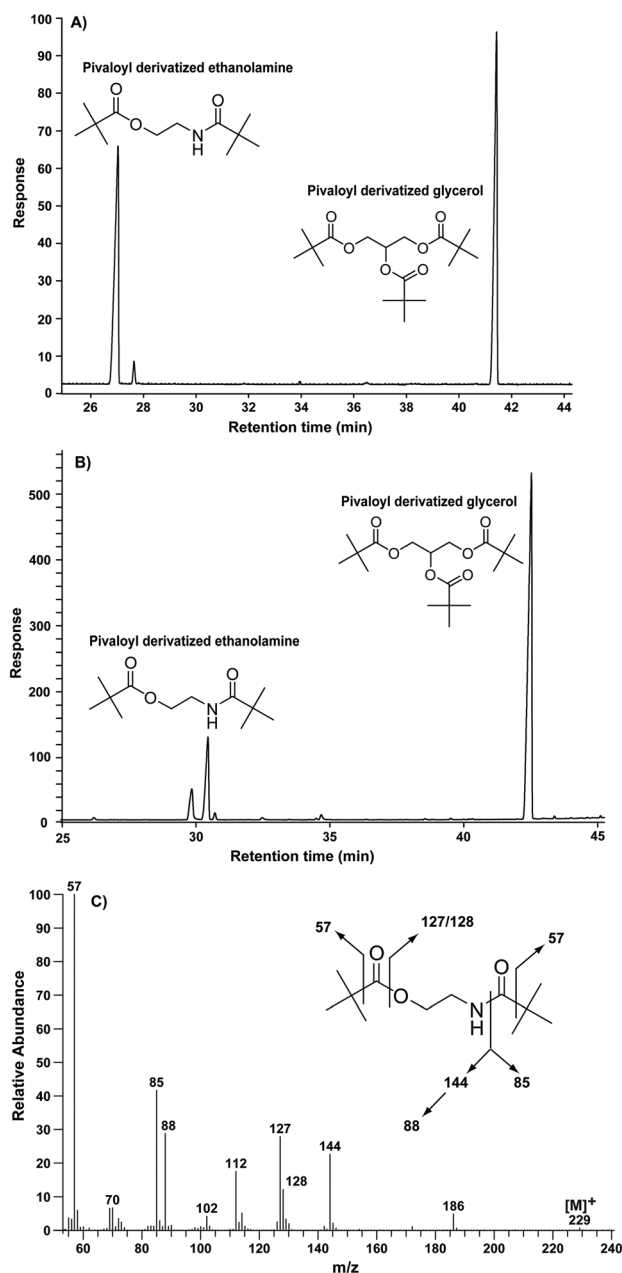 A)
Pivaloyl derivatized ethanolamine
O
O
O
N
H
Pivaloyl derivatized glycerol
O
O
O
O
O
O
Response
100
90
80
70
60
50
40
30
20
10
0
26 28 30 32 34 36 38 40 42 44
Retention time (min)
B)
Pivaloyl derivatized glycerol
O
O
O
O
O
O
Pivaloyl derivatized ethanolamine
O
O
O
N
H
Response
500
400
300
200
100
0
25 30 35 40 45
Retention time (min)
C)
57
127/128
57
O
O
O
N
H
144
85
88
57
85
88
127
144
112
128
70
102
186
[M]+
229
Relative Abundance
100
90
80
70
60
50
40
30
20
10
0
60 80 100 120 140 160 180 200 220 240
m/z